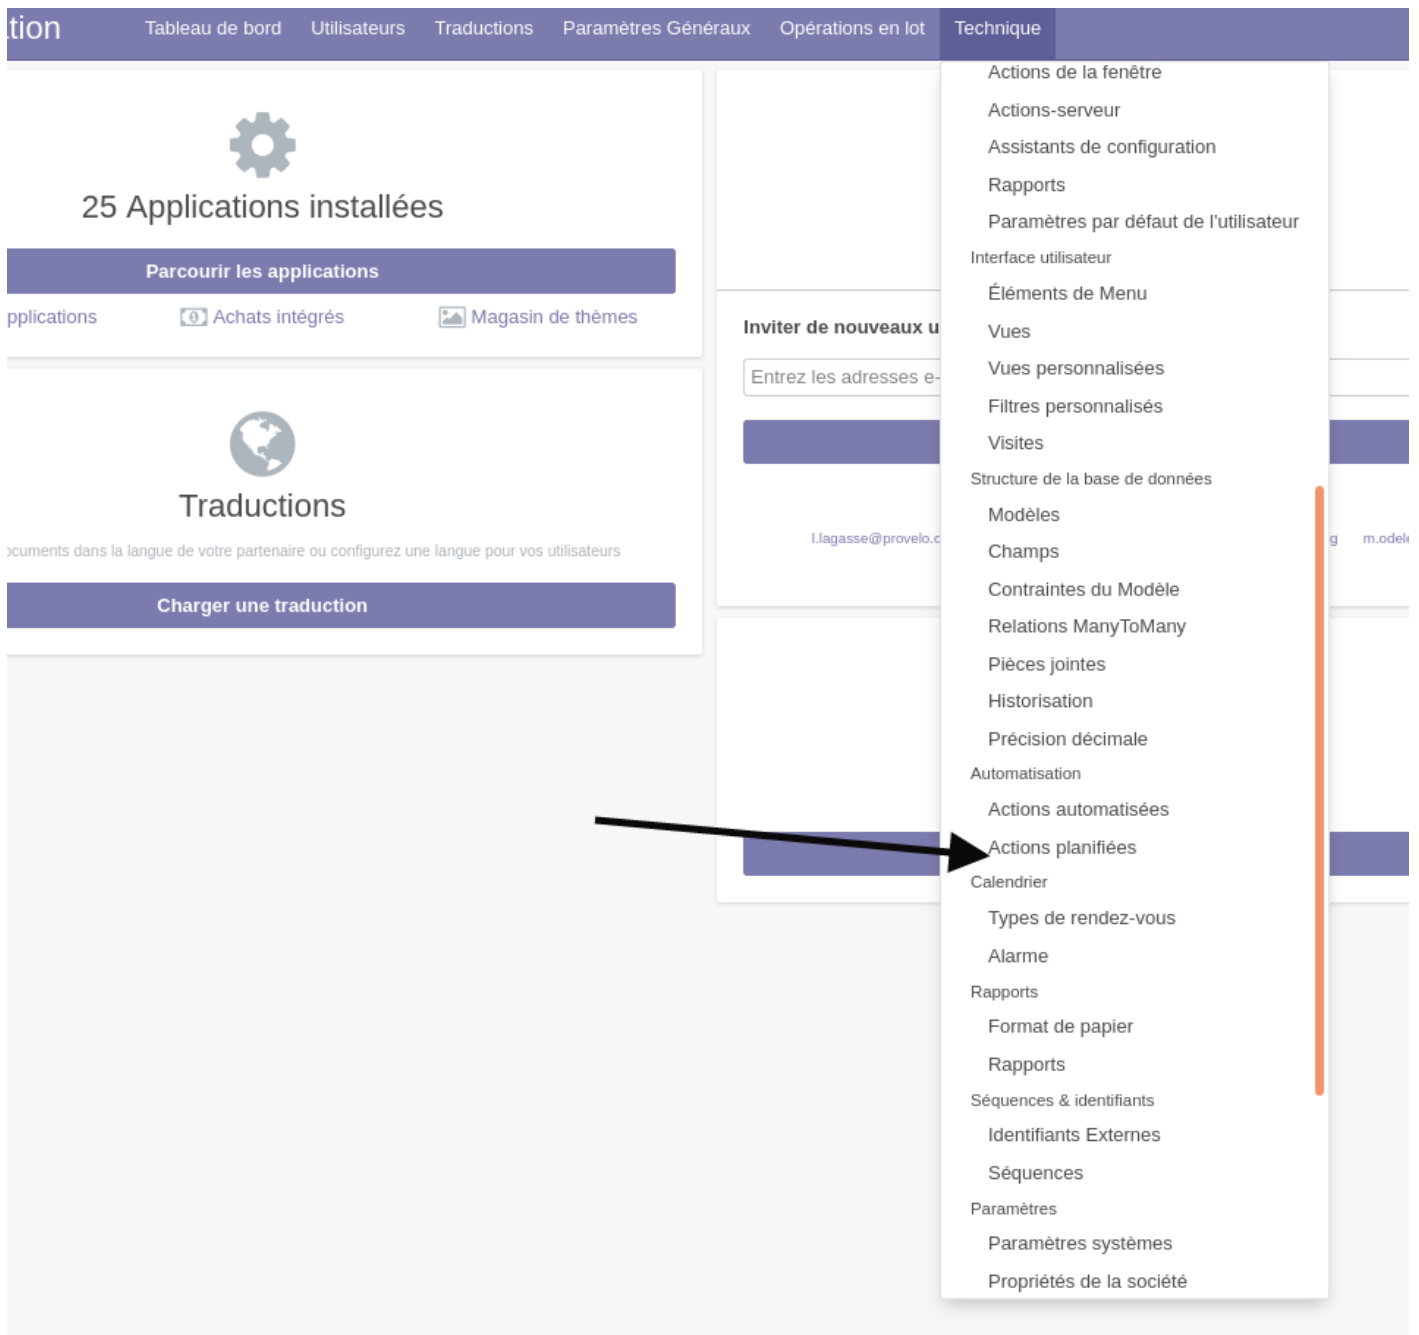 tion Tableau de bord Utilisateurs Traductions Paramètres Généraux Opérations en lot Technique
25 Applications installées
Parcourir les applications
pplications Achats intégrés Magasin de thèmes
Traductions
ocuments dans la langue de votre partenaire ou configurez une langue pour vos utilisateurs
Charger une traduction
Inviter de nouveaux u
Entrez les adresses e-
l.lagasse@provelo.c g m.odele
Actions de la fenêtre
Actions-serveur
Assistants de configuration
Rapports
Paramètres par défaut de l'utilisateur
Interface utilisateur
Éléments de Menu
Vues
Vues personnalisées
Filtres personnalisés
Visites
Structure de la base de données
Modèles
Champs
Contraintes du Modèle
Relations ManyToMany
Pièces jointes
Historisation
Précision décimale
Automatisation
Actions automatisées
Actions planifiées
Calendrier
Types de rendez-vous
Alarme
Rapports
Format de papier
Rapports
Séquences & identifiants
Identifiants Externes
Séquences
Paramètres
Paramètres systèmes
Propriétés de la société